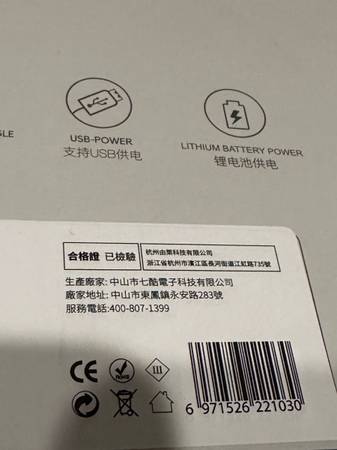 GLE
USB-POWER
支持USB供电
LITHIUM BATTERY POWER
锂电池供电
合格證 已檢驗
杭州由莱科技有限公司
浙江省杭州市濱江區長河街道江虹路735號
生產廠家: 中山市七酷電子科技有限公司
廠家地址: 中山市東鳳鎮永安路283號
服務電話:400-807-1399
CE
RoHS
6 971526 221030